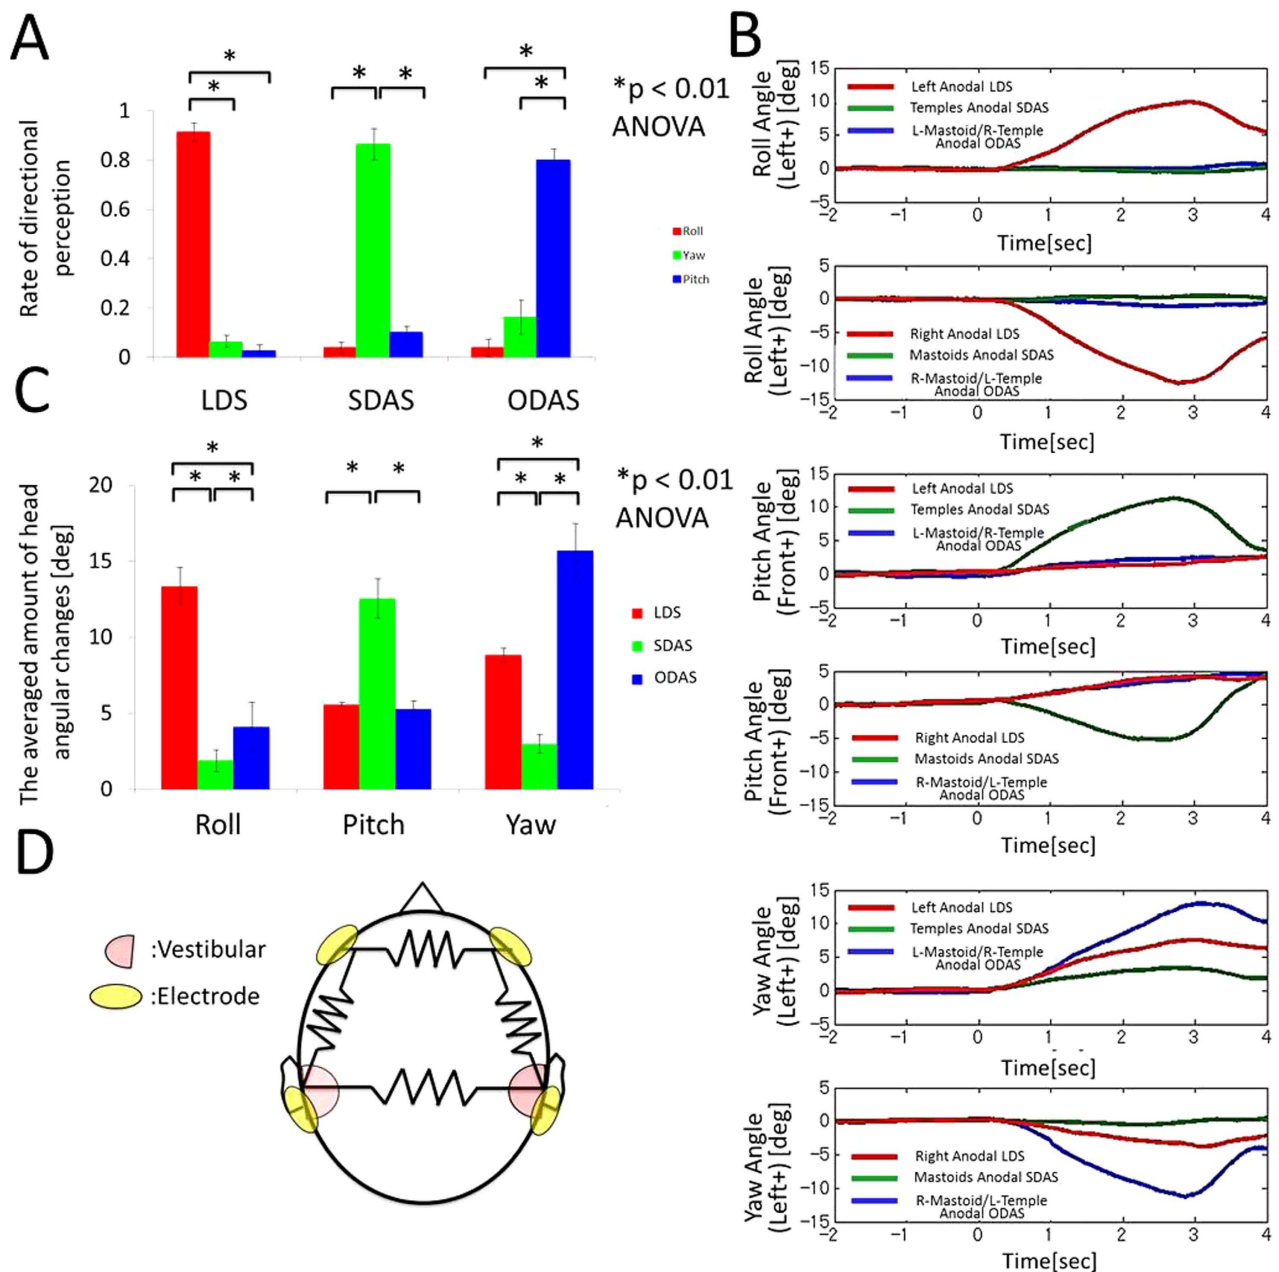 A
*
*
* *
*
*
*p < 0.01
ANOVA
Rate of directional
perception
1
0.8
0.6
0.4
0.2
0
Roll
Yaw
Pitch
LDS
SDAS
ODAS
C
*
* *
* *
*
* *
*p < 0.01
ANOVA
The averaged amount of head
angular changes [deg]
20
15
10
5
0
LDS
SDAS
ODAS
Roll
Pitch
Yaw
D
:Vestibular
:Electrode
B
Roll Angle
(Left+) [deg]
15
10
5
0
−5
Left Anodal LDS
Temples Anodal SDAS
L-Mastoid/R-Temple
Anodal ODAS
−2 −1 0 1 2 3 4
Time[sec]
Roll Angle
(Left+) [deg]
5
0
−5
−10
−15
Right Anodal LDS
Mastoids Anodal SDAS
R-Mastoid/L-Temple
Anodal ODAS
−2 −1 0 1 2 3 4
Time[sec]
Pitch Angle
(Front+) [deg]
15
10
5
0
−5
Left Anodal LDS
Temples Anodal SDAS
L-Mastoid/R-Temple
Anodal ODAS
−2 −1 0 1 2 3 4
Time[sec]
Pitch Angle
(Front+) [deg]
5
0
−5
−10
−15
Right Anodal LDS
Mastoids Anodal SDAS
R-Mastoid/L-Temple
Anodal ODAS
−2 −1 0 1 2 3 4
Time[sec]
Yaw Angle
(Left+) [deg]
15
10
5
0
−5
Left Anodal LDS
Temples Anodal SDAS
L-Mastoid/R-Temple
Anodal ODAS
−2 −1 0 1 2 3 4
Time[sec]
Yaw Angle
(Left+) [deg]
5
0
−5
−10
−15
Right Anodal LDS
Mastoids Anodal SDAS
R-Mastoid/L-Temple
Anodal ODAS
−2 −1 0 1 2 3 4
Time[sec]